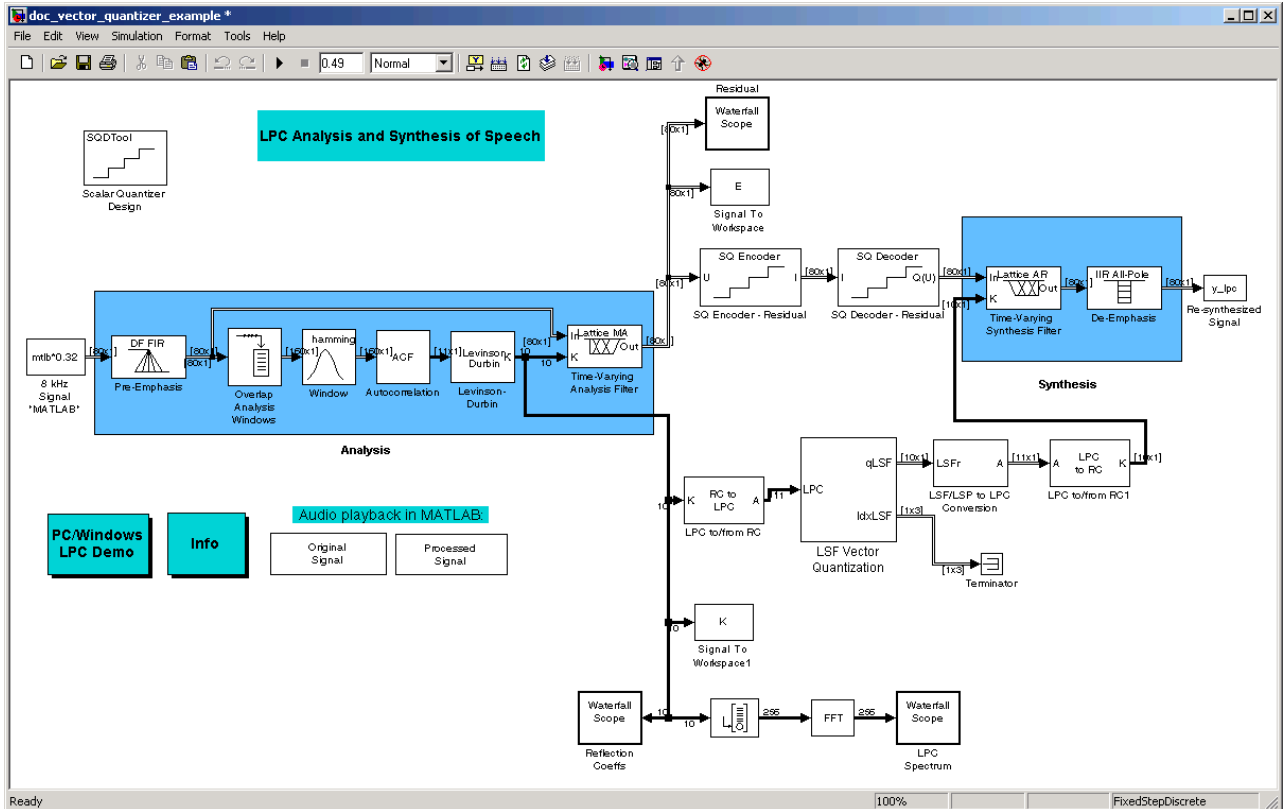 doc_vector_quantizer_example *
File Edit View Simulation Format Tools Help
0.49
Normal
Residual
Waterfall
Scope
[80x1]
SQDTool
Scalar Quantizer
Design
LPC Analysis and Synthesis of Speech
[80x1]
E
Signal To
Workspace
[80x1]
SQ Encoder
U
I
SQ Encoder - Residual
[80x1]
SQ Decoder
I
Q(U)
SQ Decoder - Residual
[80x1]
[10x1]
Lattice AR
In
Out
K
Time-Varying
Synthesis Filter
[80x1]
IIR All-Pole
De-Emphasis
[80x1]
y_lpc
Re-synthesized
Signal
Synthesis
mtlb*0.32
8 kHz
Signal
"MATLAB"
[80x1]
DF FIR
Pre-Emphasis
[80x1]
[80x1]
Overlap
Analysis
Windows
[160x1]
hamming
Window
[160x1]
ACF
Autocorrelation
[11x1]
Levinson
Durbin
K
Levinson-
Durbin
10
10
[80x1]
Lattice MA
In
Out
K
Time-Varying
Analysis Filter
[80x1]
Analysis
PC/Windows
LPC Demo
Info
Audio playback in MATLAB:
Original
Signal
Processed
Signal
10
RC to
LPC
K
A
LPC to/from RC
11
LPC
qLSF
IdxLSF
LSF Vector
Quantization
[10x1]
LSFr
A
LSF/LSP to LPC
Conversion
[11x1]
LPC
to RC
A
K
LPC to/from RC1
[10x1]
[1x3]
[1x3]
Terminator
10
K
Signal To
Workspace1
Waterfall
Scope
Reflection
Coeffs
10
10
256
FFT
256
Waterfall
Scope
LPC
Spectrum
Ready
100%
FixedStepDiscrete